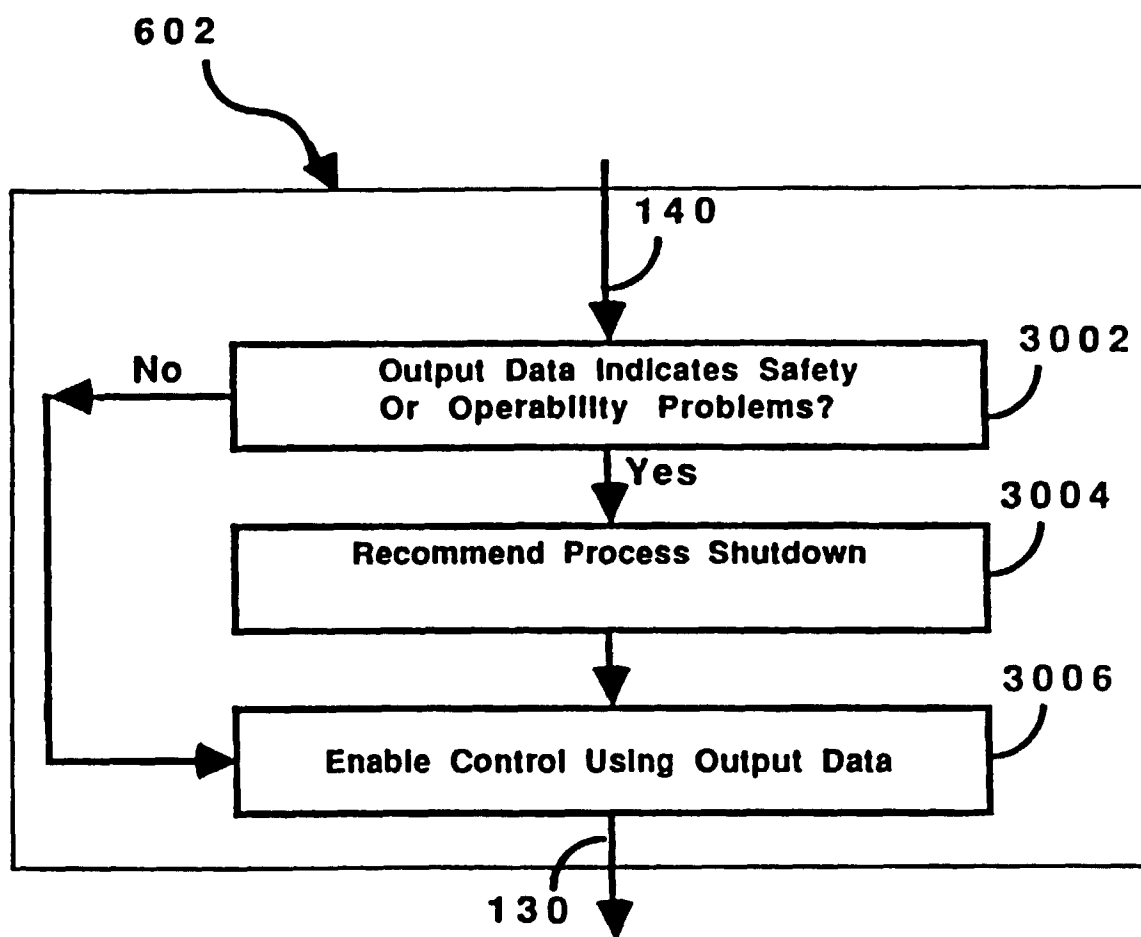 602
140
3002
No
Output Data Indicates Safety
Or Operability Problems?
Yes
3004
Recommend Process Shutdown
3006
Enable Control Using Output Data
130